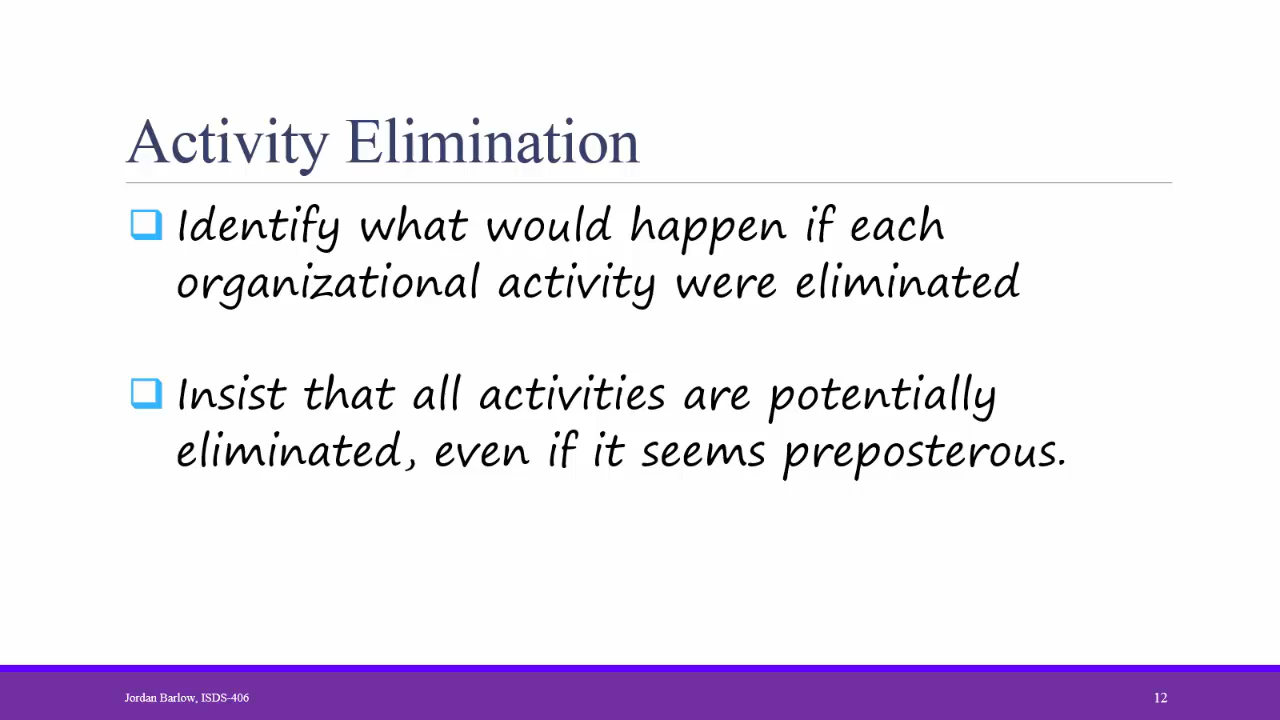 Activity Elimination
Identify what would happen if each
organizational activity were eliminated
Insist that all activities are potentially
eliminated, even if it seems preposterous.
Jordan Barlow, ISDS-406
12